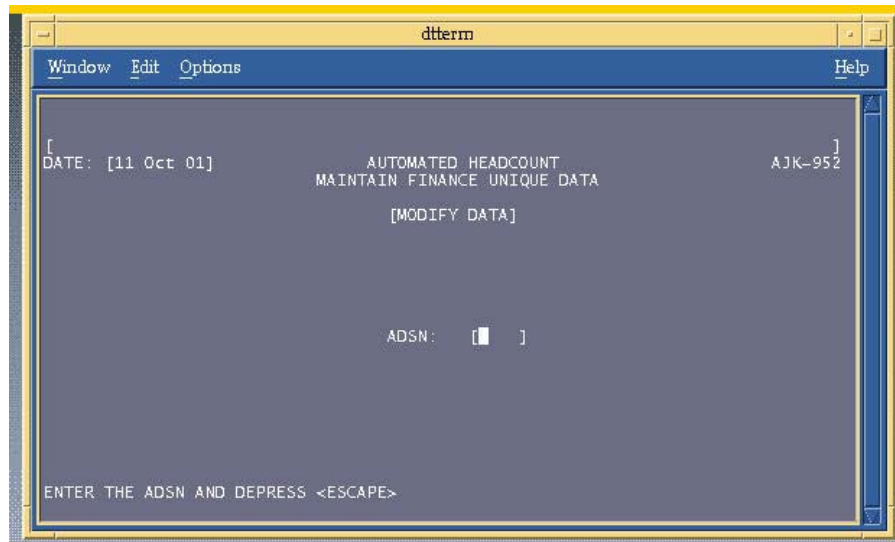 dtterm
Window Edit Options Help
[ ]
DATE: [11 Oct 01] AUTOMATED HEADCOUNT AJK-952
MAINTAIN FINANCE UNIQUE DATA
[MODIFY DATA]
ADSN: [ ]
ENTER THE ADSN AND DEPRESS <ESCAPE>